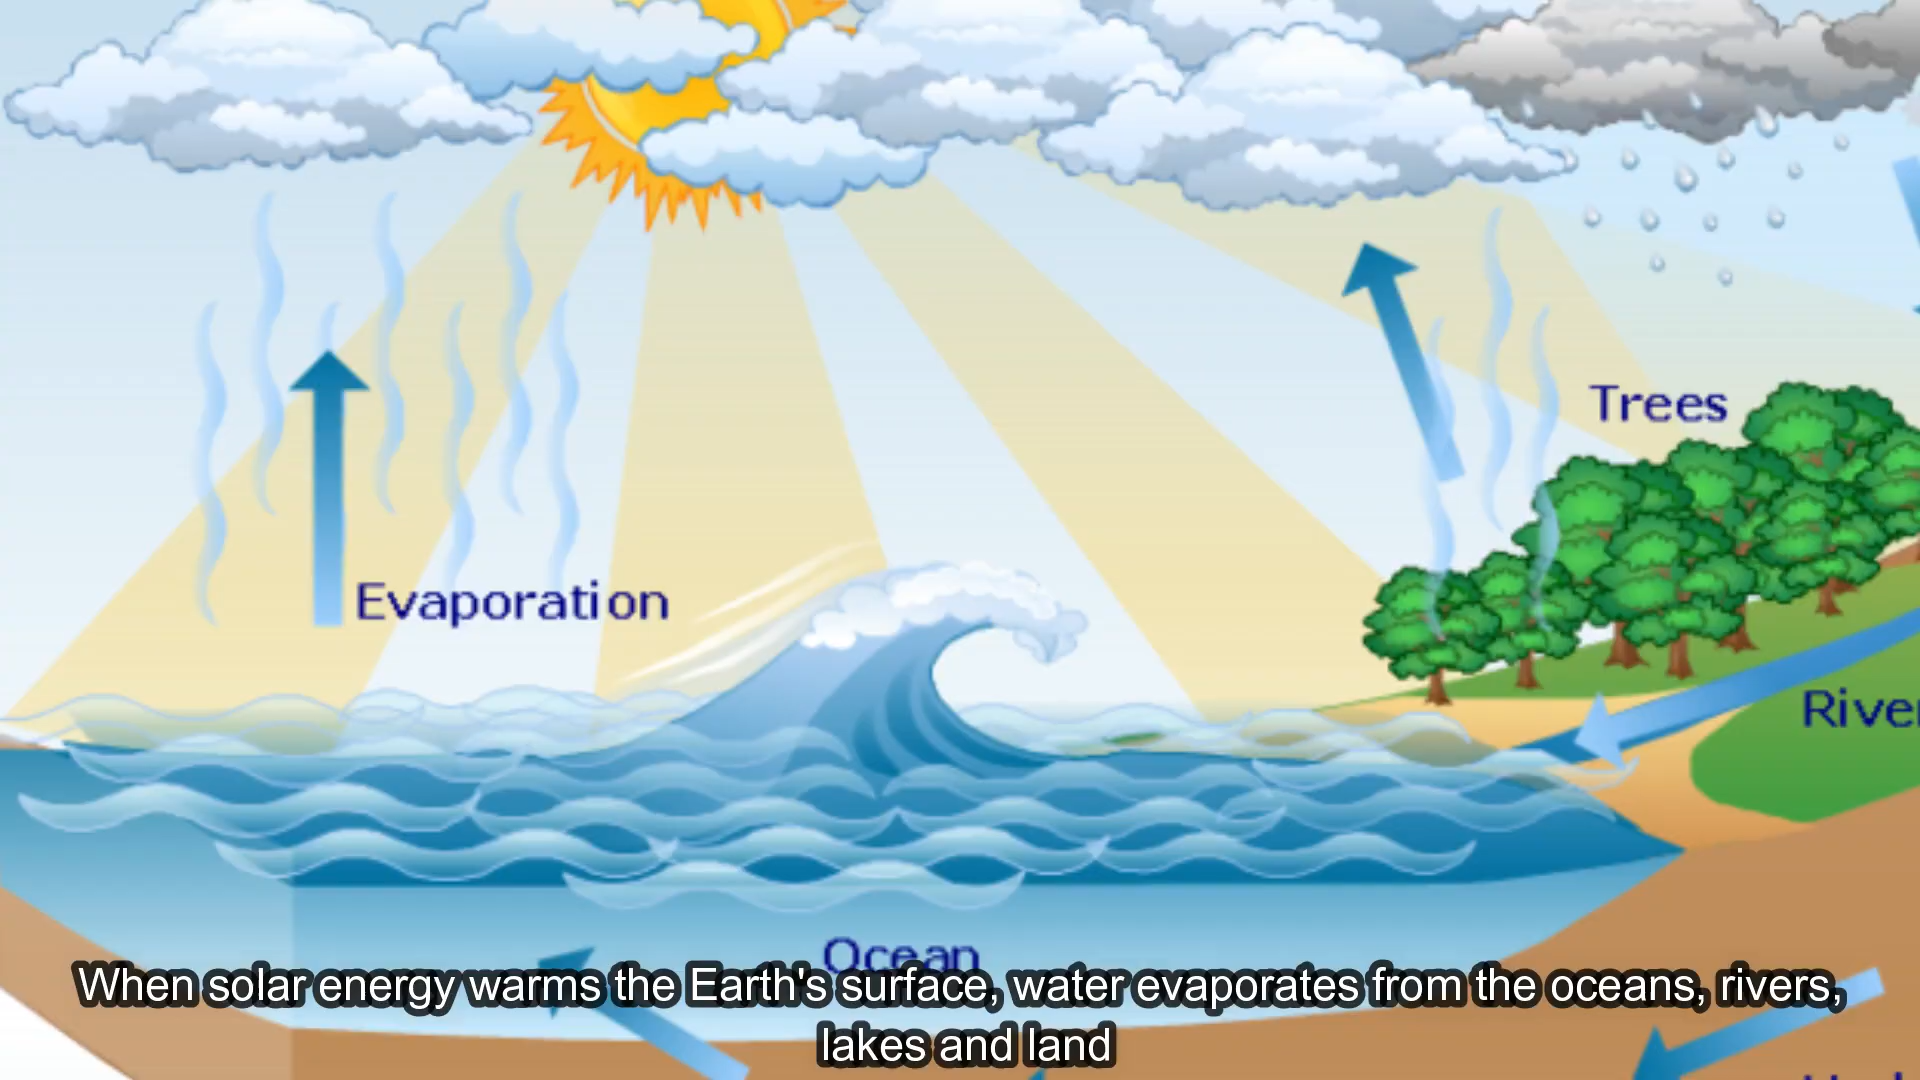 Trees
Evaporation
Ocean
When solar energy warms the Earth's surface, water evaporates from the oceans, rivers,
lakes and land